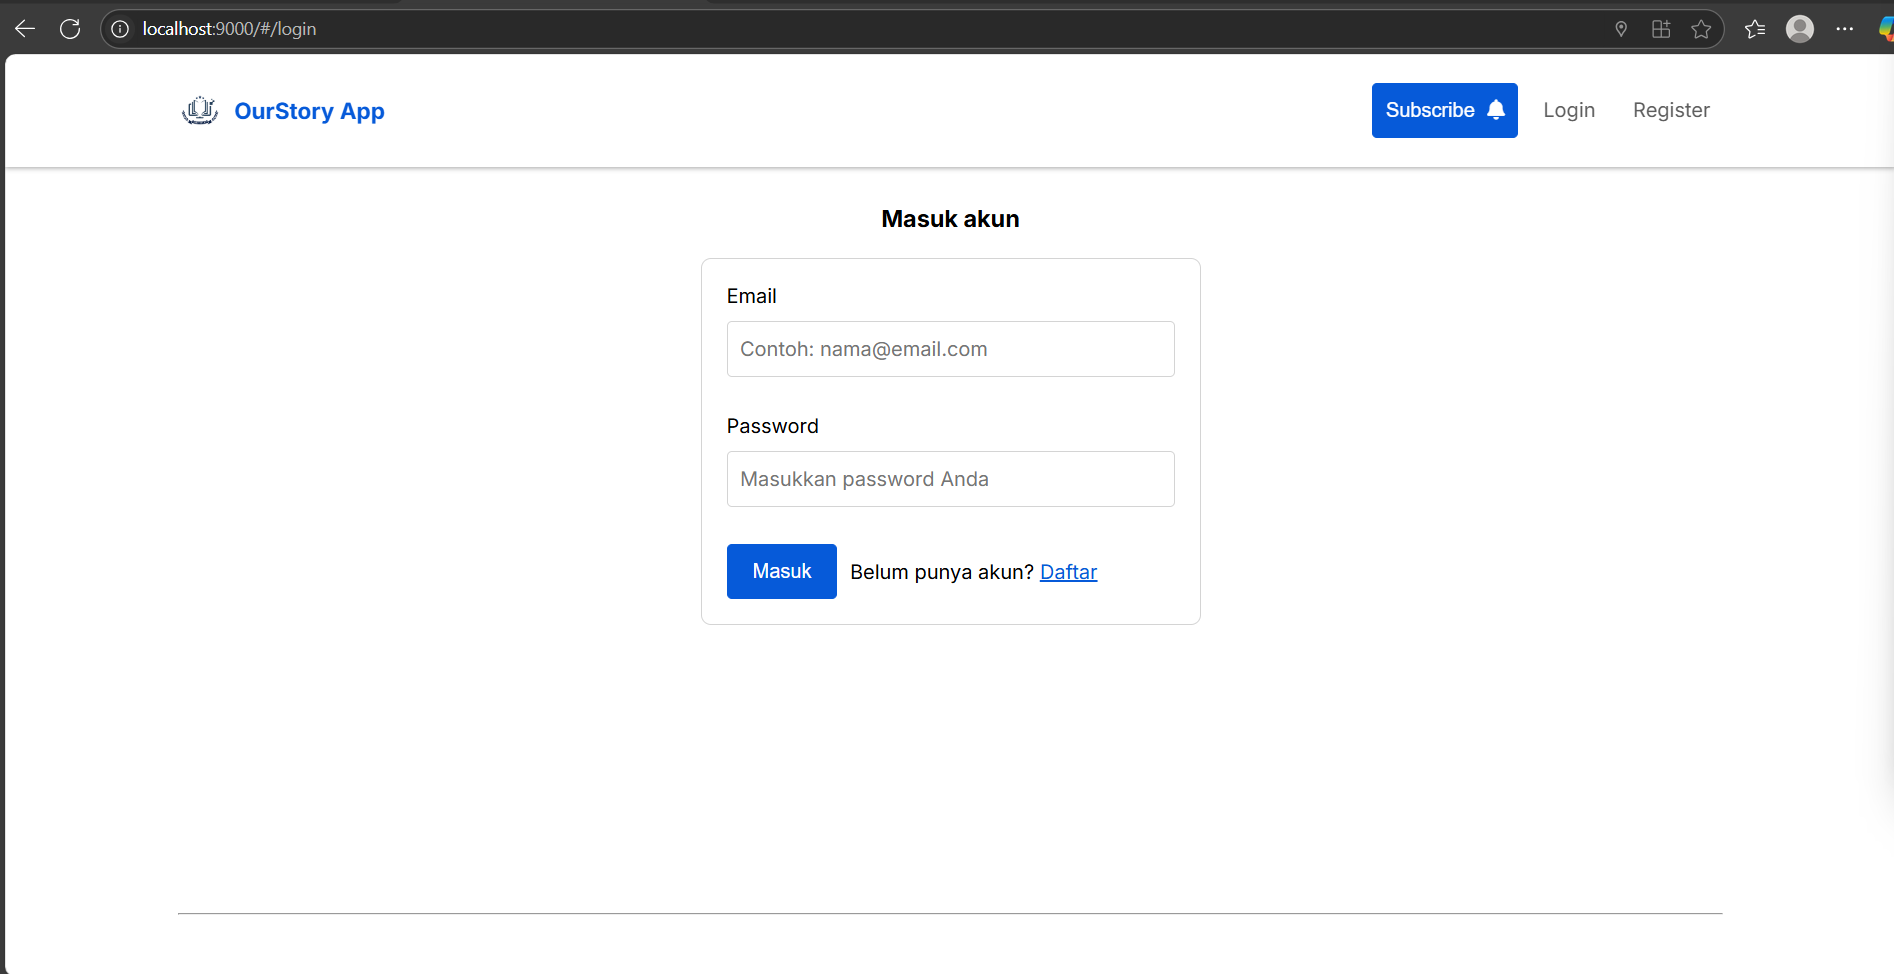 localhost:9000/#/login
OurStory App
Subscribe
Login
Register
Masuk akun
Email
Contoh: nama@email.com
Password
Masukkan password Anda
Masuk
Belum punya akun? Daftar